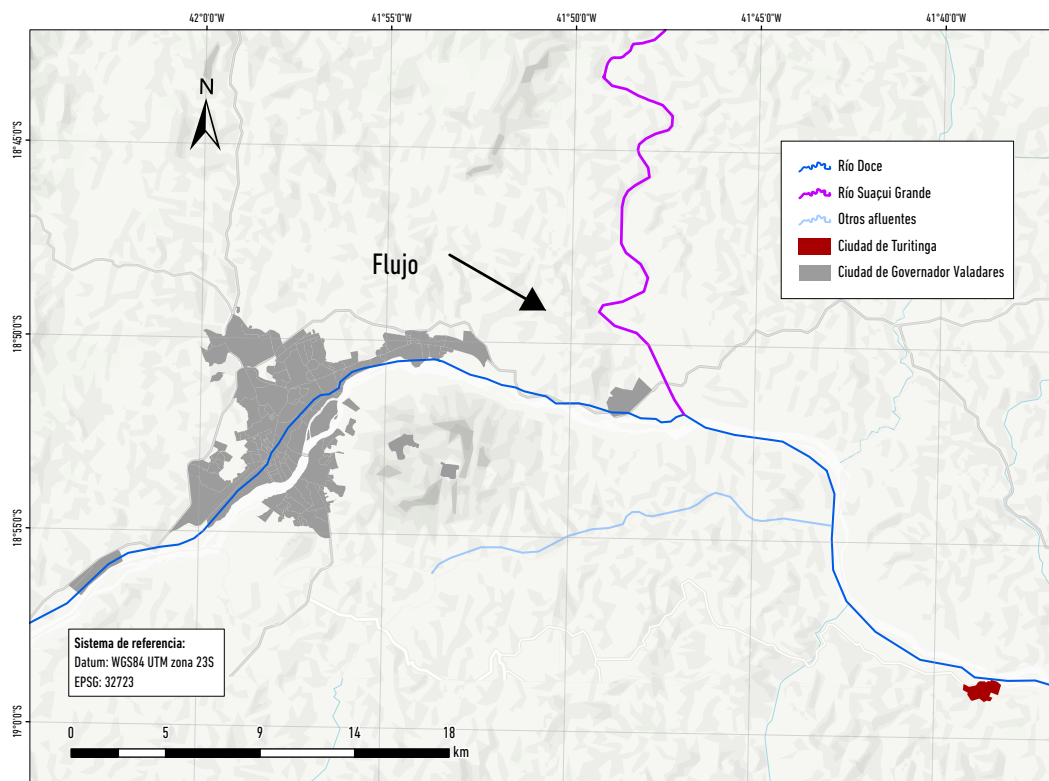 42°0'0"W
41°55'0"W
41°50'0"W
41°45'0"W
41°40'0"W
N
18°45'0"S
18°50'0"S
18°55'0"S
19°0'0"S
Río Doce
Río Suaçui Grande
Otros afluentes
Ciudad de Turitinga
Ciudad de Governador Valadares
Flujo
Sistema de referencia:
Datum: WGS84 UTM zona 23S
EPSG: 32723
0 5 9 14 18
km